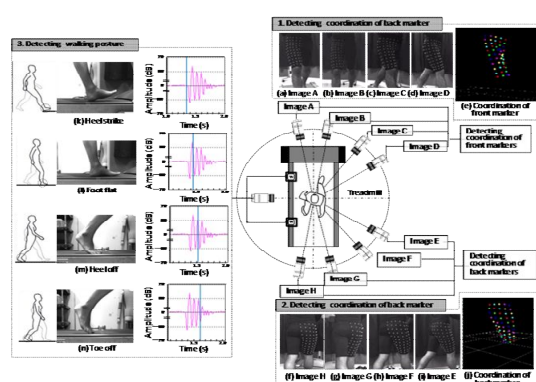 1. Detecting coordination of back marker
(a) Image A
(b) Image B
(c) Image C
(d) Image D
(e) Coordination of
front marker
3. Detecting walking posture
Amplitude (dB)
Time (s)
(k) Heel strike
Amplitude (dB)
Time (s)
(l) Foot flat
Amplitude (dB)
Time (s)
(m) Heel off
Amplitude (dB)
Time (s)
(n) Toe off
Image A
Image B
Image C
Image D
Detecting
coordination of
front markers
Treadmill
Image E
Image F
Image G
Image H
Detecting
coordination of
back markers
2. Detecting coordination of back marker
(f) Image H
(g) Image G
(h) Image F
(i) Image E
(j) Coordination of
back marker